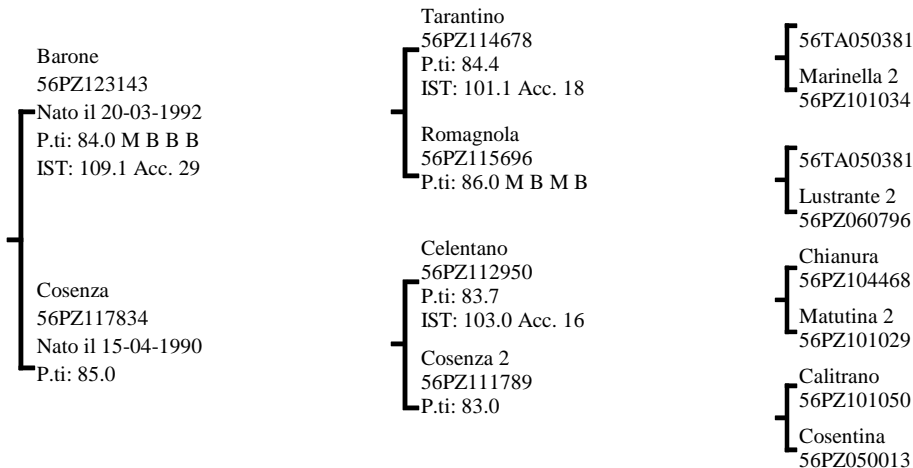 Barone
56PZ123143
Nato il 20-03-1992
P.ti: 84.0 M B B B
IST: 109.1 Acc. 29
Cosenza
56PZ117834
Nato il 15-04-1990
P.ti: 85.0
Tarantino
56PZ114678
P.ti: 84.4
IST: 101.1 Acc. 18
Romagnola
56PZ115696
P.ti: 86.0 M B M B
Celentano
56PZ112950
P.ti: 83.7
IST: 103.0 Acc. 16
Cosenza 2
56PZ111789
P.ti: 83.0
56TA050381
Marinella 2
56PZ101034
56TA050381
Lustrante 2
56PZ060796
Chianura
56PZ104468
Matutina 2
56PZ101029
Calitrano
56PZ101050
Cosentina
56PZ050013